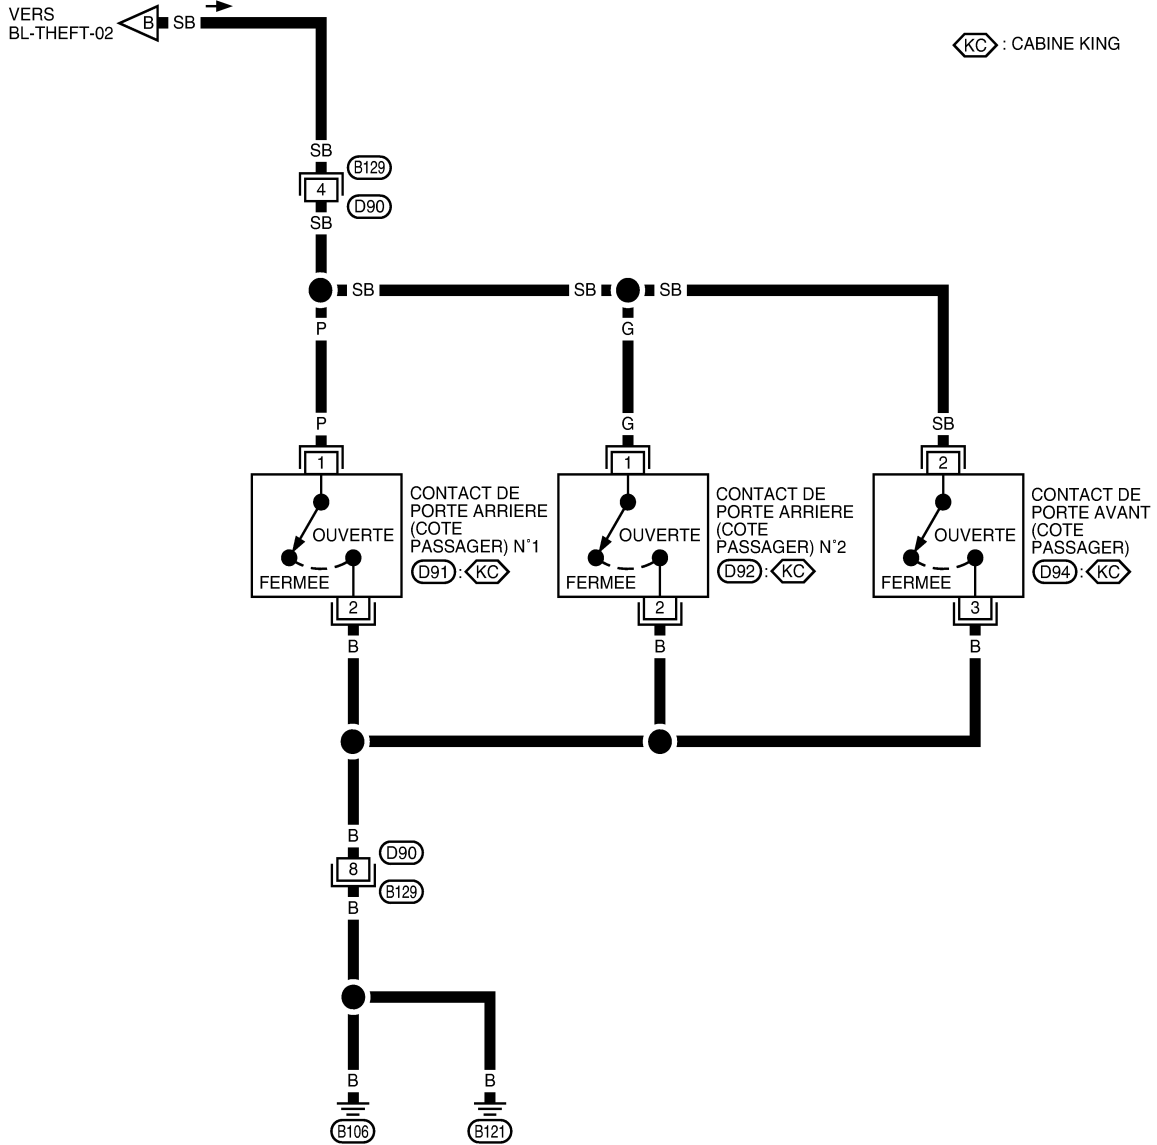 VERS
BL-THEFT-02
B
SB
KC : CABINE KING
SB
B129
4
D90
SB
SB
SB
SB
P
G
P
G
SB
1
1
2
CONTACT DE
PORTE ARRIERE
(COTE
PASSAGER) N°1
D91 : KC
OUVERTE
FERMEE
CONTACT DE
PORTE ARRIERE
(COTE
PASSAGER) N°2
D92 : KC
OUVERTE
FERMEE
CONTACT DE
PORTE AVANT
(COTE
PASSAGER)
D94 : KC
OUVERTE
FERMEE
2
2
3
B
B
B
B
D90
8
B129
B
B
B
B106
B121